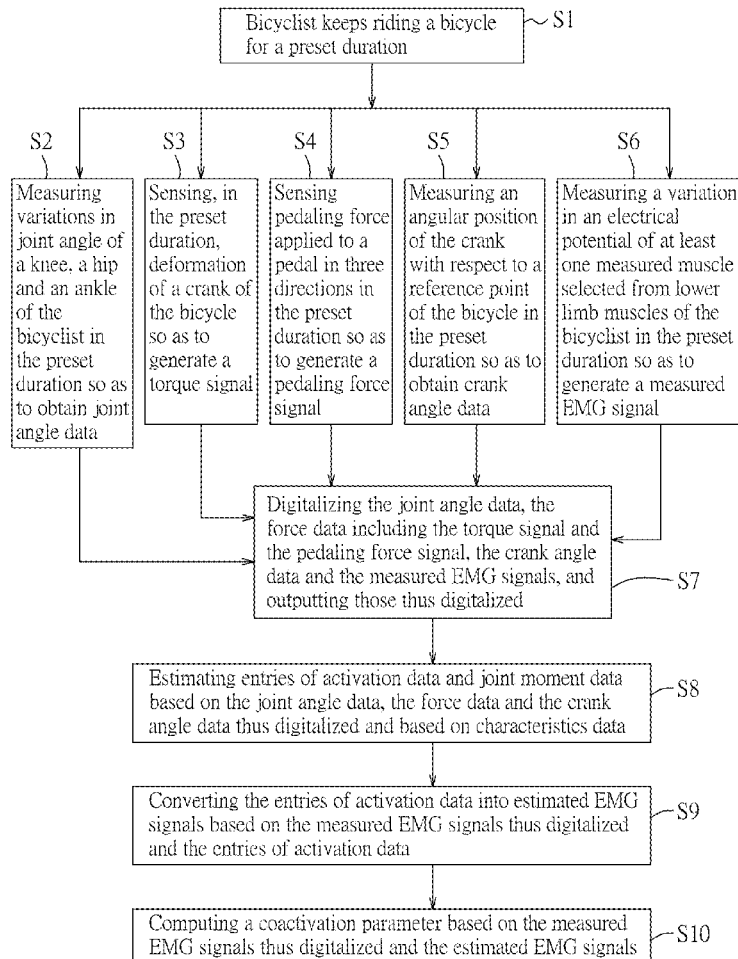 Bicyclist keeps riding a bicycle
for a preset duration
S1
S2
S3
S4
S5
S6
Measuring
variations in
joint angle of
a knee, a hip
and an ankle
of the
bicyclist in
the preset
duration so as
to obtain joint
angle data
Sensing, in
the preset
duration,
deformation
of a crank of
the bicycle
so as to
generate a
torque signal
Sensing
pedaling force
applied to a
pedal in three
directions in
the preset
duration so as
to generate a
pedaling force
signal
Measuring an
angular position
of the crank
with respect to a
reference point
of the bicycle in
the preset
duration so as to
obtain crank
angle data
Measuring a variation
in an electrical
potential of at least
one measured muscle
selected from lower
limb muscles of the
bicyclist in the preset
duration so as to
generate a measured
EMG signal
Digitalizing the joint angle data, the
force data including the torque signal and
the pedaling force signal, the crank angle
data and the measured EMG signals, and
outputting those thus digitalized
S7
Estimating entries of activation data and joint moment data
based on the joint angle data, the force data and the crank
angle data thus digitalized and based on characteristics data
S8
Converting the entries of activation data into estimated EMG
signals based on the measured EMG signals thus digitalized
and the entries of activation data
S9
Computing a coactivation parameter based on the measured
EMG signals thus digitalized and the estimated EMG signals
S10